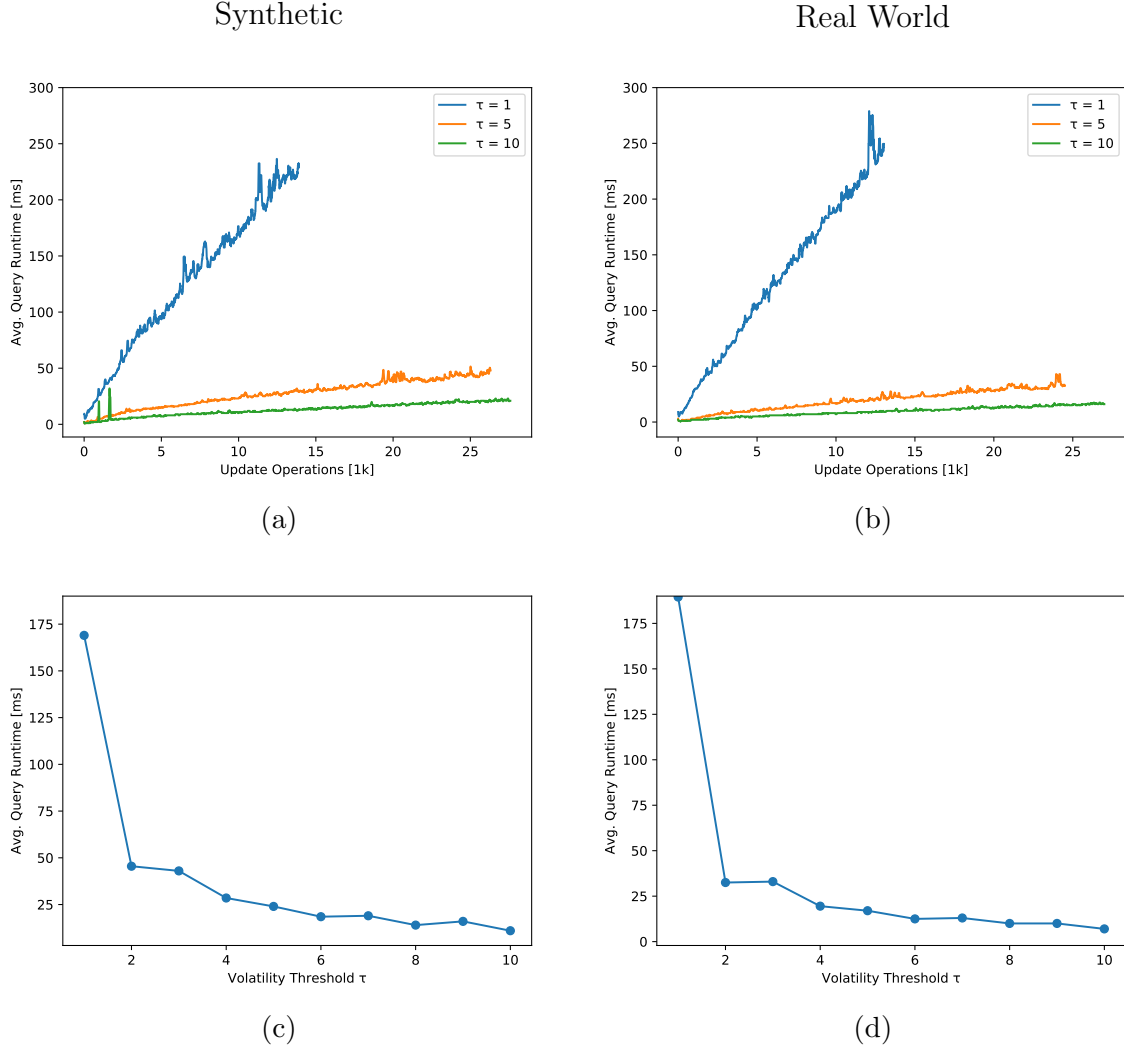 Synthetic
Real World
300
250
200
150
100
50
0
Avg. Query Runtime [ms]
τ = 1
τ = 5
τ = 10
0 5 10 15 20 25
Update Operations [1k]
(a)
300
250
200
150
100
50
0
Avg. Query Runtime [ms]
τ = 1
τ = 5
τ = 10
0 5 10 15 20 25
Update Operations [1k]
(b)
175
150
125
100
75
50
25
Avg. Query Runtime [ms]
2 4 6 8 10
Volatility Threshold τ
(c)
175
150
125
100
75
50
25
0
Avg. Query Runtime [ms]
2 4 6 8 10
Volatility Threshold τ
(d)